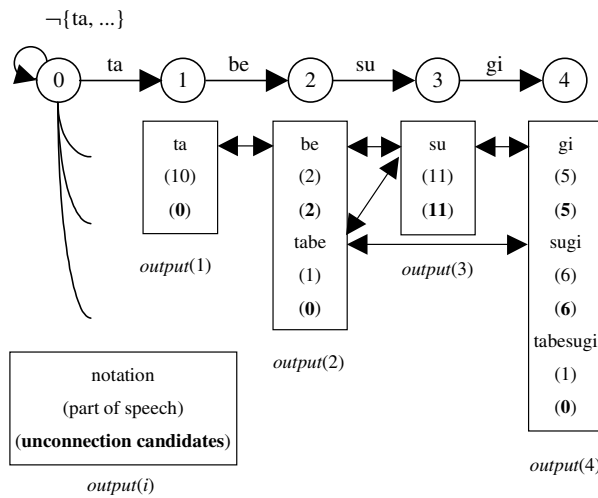 ¬{ta, ...}
0 ta 1 be 2 su 3 gi 4
ta
(10)
(0)
output(1)
be
(2)
(2)
tabe
(1)
(0)
output(2)
su
(11)
(11)
output(3)
gi
(5)
(5)
sugi
(6)
(6)
tabesugi
(1)
(0)
output(4)
notation
(part of speech)
(unconnection candidates)
output(i)